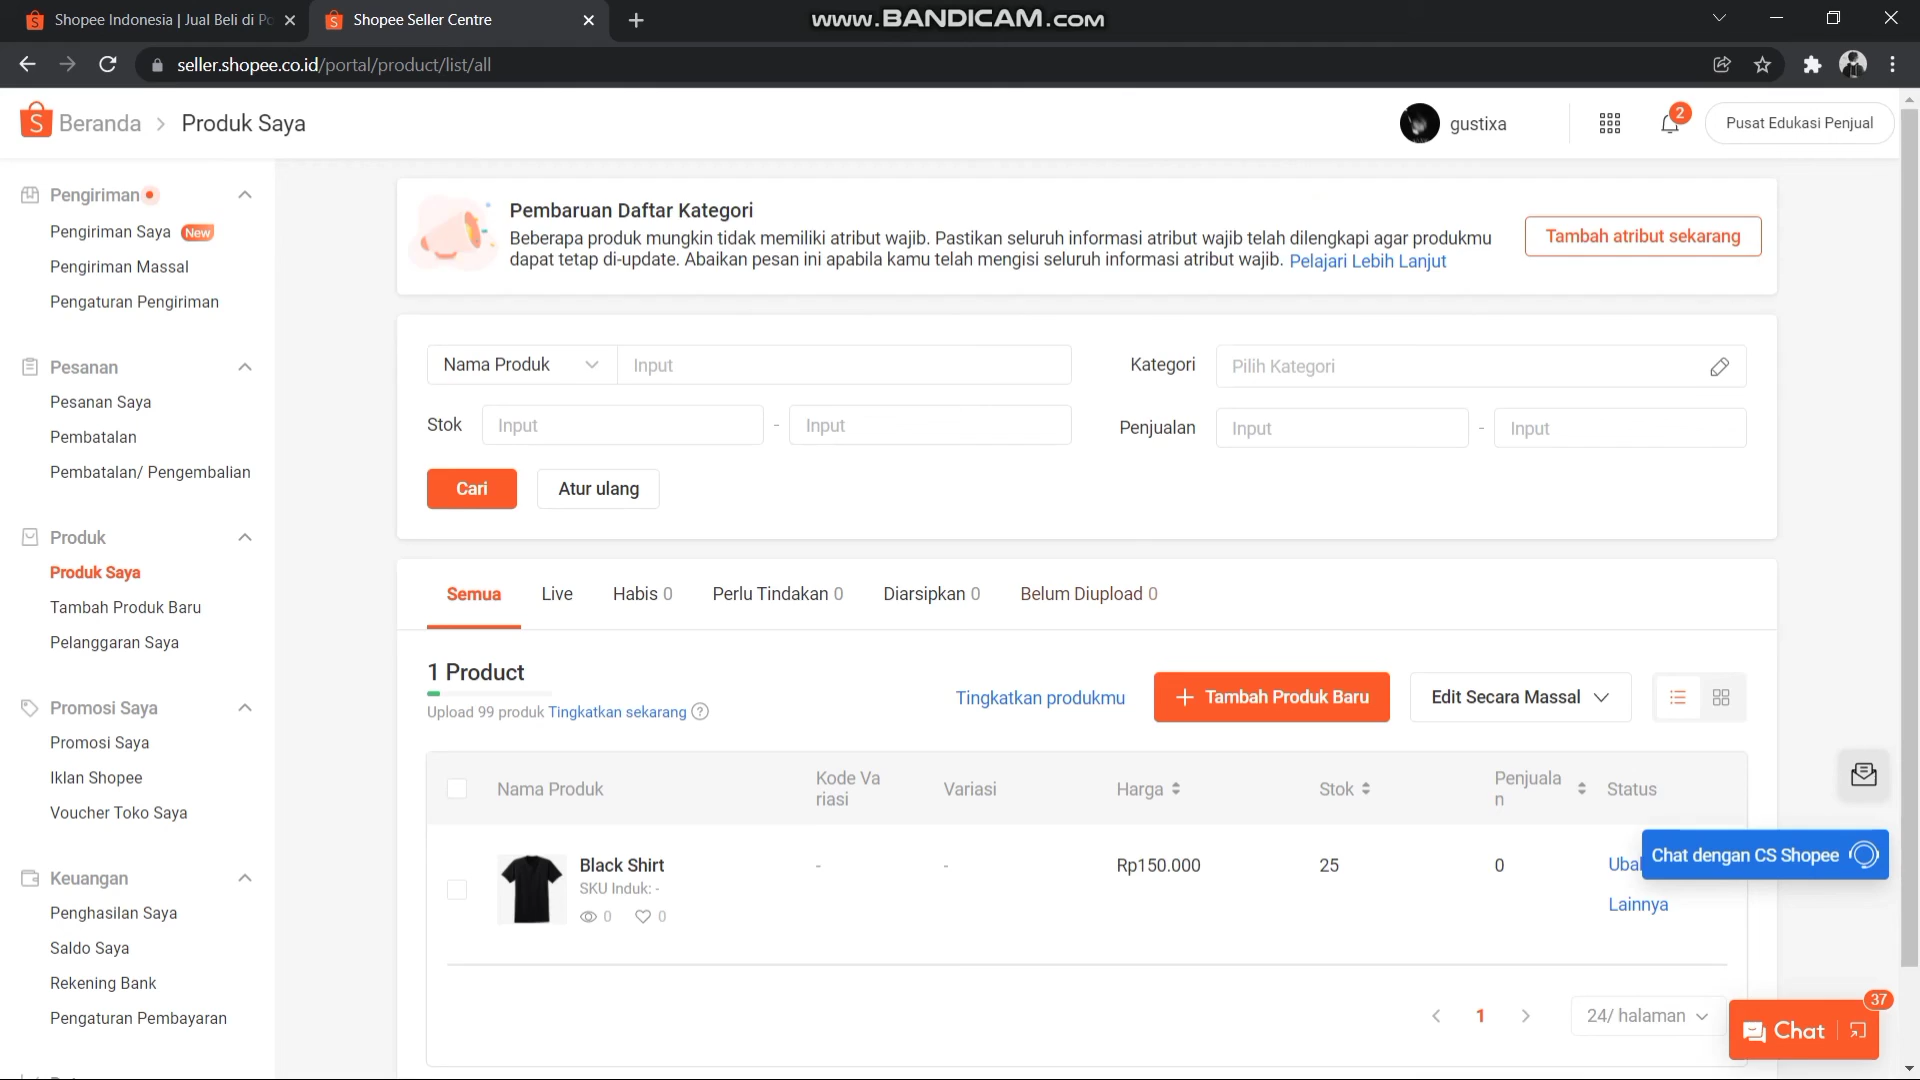 Shopee Indonesia | Jual Beli di Po
Shopee Seller Centre
www.BANDICAM.com
seller.shopee.co.id/portal/product/list/all
Beranda > Produk Saya
gustixa
2
Pusat Edukasi Penjual
Pengiriman
Pengiriman Saya New
Pengiriman Massal
Pengaturan Pengiriman
Pesanan
Pesanan Saya
Pembatalan
Pembatalan/ Pengembalian
Produk
Produk Saya
Tambah Produk Baru
Pelanggaran Saya
Promosi Saya
Promosi Saya
Iklan Shopee
Voucher Toko Saya
Keuangan
Penghasilan Saya
Saldo Saya
Rekening Bank
Pengaturan Pembayaran
Pembaruan Daftar Kategori
Beberapa produk mungkin tidak memiliki atribut wajib. Pastikan seluruh informasi atribut wajib telah dilengkapi agar produkmu
dapat tetap di-update. Abaikan pesan ini apabila kamu telah mengisi seluruh informasi atribut wajib. Pelajari Lebih Lanjut
Tambah atribut sekarang
Nama Produk Input
Kategori Pilih Kategori
Stok Input - Input
Penjualan Input - Input
Cari Atur ulang
Semua Live Habis 0 Perlu Tindakan 0 Diarsipkan 0 Belum Diupload 0
1 Product
Upload 99 produk Tingkatkan sekarang ?
Tingkatkan produkmu
+ Tambah Produk Baru
Edit Secara Massal
Nama Produk
Kode Va
riasi
Variasi
Harga
Stok
Penjuala
n
Status
Black Shirt
SKU Induk: -
0 0
-
-
Rp150.000
25
0
Ubal
Lainnya
Chat dengan CS Shopee
< 1 >
24/ halaman
Chat
37